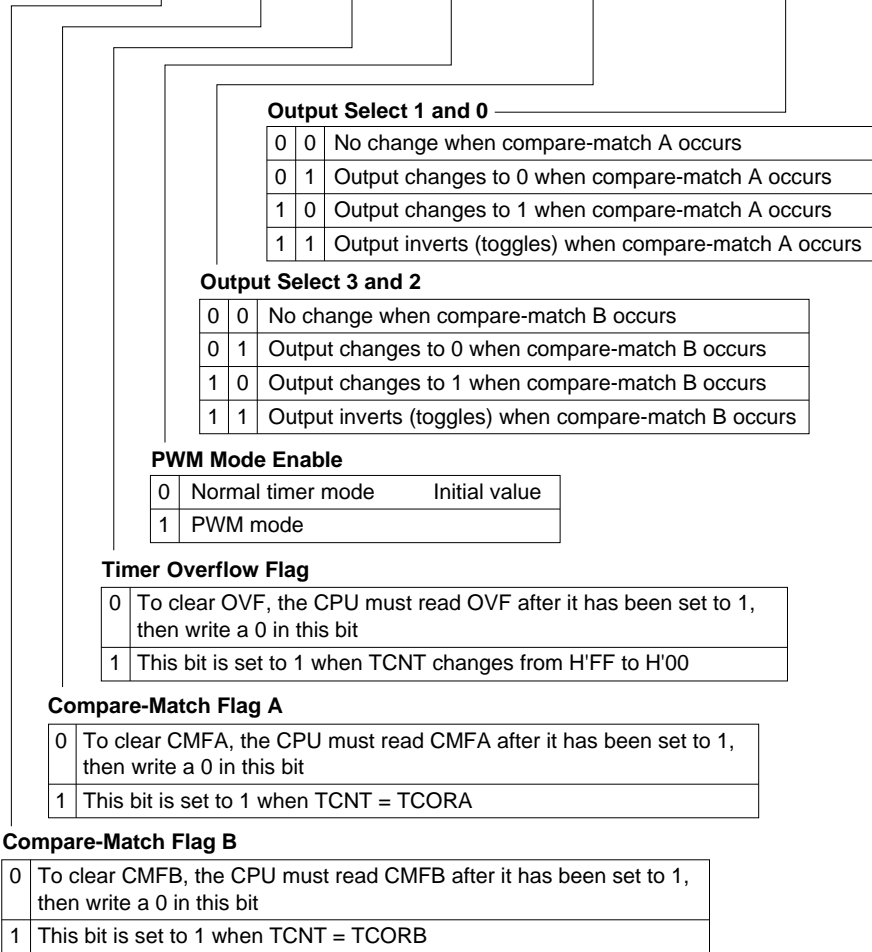 Output Select 1 and 0
0 0 No change when compare-match A occurs
0 1 Output changes to 0 when compare-match A occurs
1 0 Output changes to 1 when compare-match A occurs
1 1 Output inverts (toggles) when compare-match A occurs
Output Select 3 and 2
0 0 No change when compare-match B occurs
0 1 Output changes to 0 when compare-match B occurs
1 0 Output changes to 1 when compare-match B occurs
1 1 Output inverts (toggles) when compare-match B occurs
PWM Mode Enable
0 Normal timer mode Initial value
1 PWM mode
Timer Overflow Flag
0 To clear OVF, the CPU must read OVF after it has been set to 1,
then write a 0 in this bit
1 This bit is set to 1 when TCNT changes from H'FF to H'00
Compare-Match Flag A
0 To clear CMFA, the CPU must read CMFA after it has been set to 1,
then write a 0 in this bit
1 This bit is set to 1 when TCNT = TCORA
Compare-Match Flag B
0 To clear CMFB, the CPU must read CMFB after it has been set to 1,
then write a 0 in this bit
1 This bit is set to 1 when TCNT = TCORB